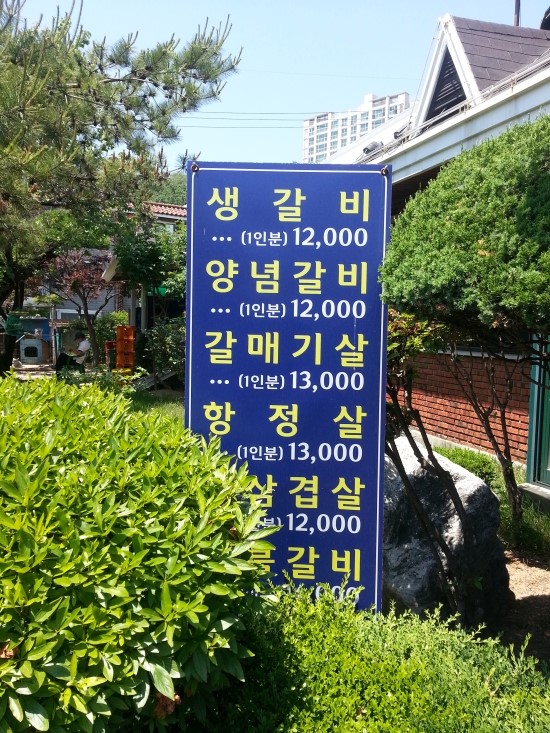 생 갈 비
... (1인분) 12,000
양념갈비
... (1인분) 12,000
갈매기살
... (1인분) 13,000
항 정 살
(1인분) 13,000
삼겹살
12,000
갈비